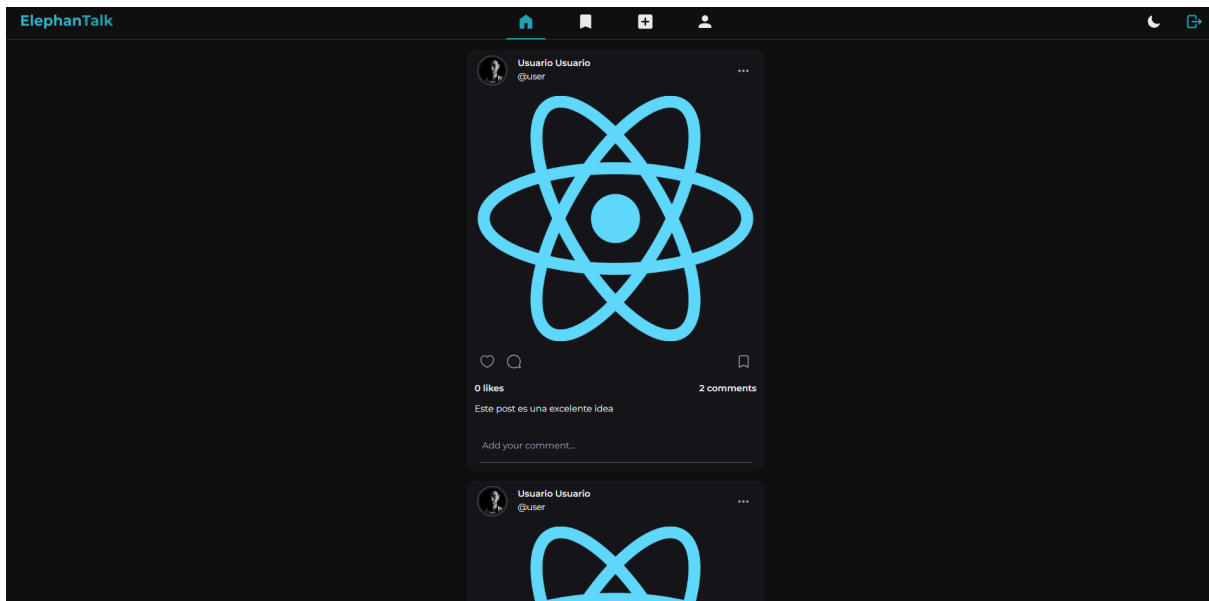 ElephanTalk
Usuario Usuario
@user
0 likes
2 comments
Este post es una excelente idea
Add your comment...
Usuario Usuario
@user